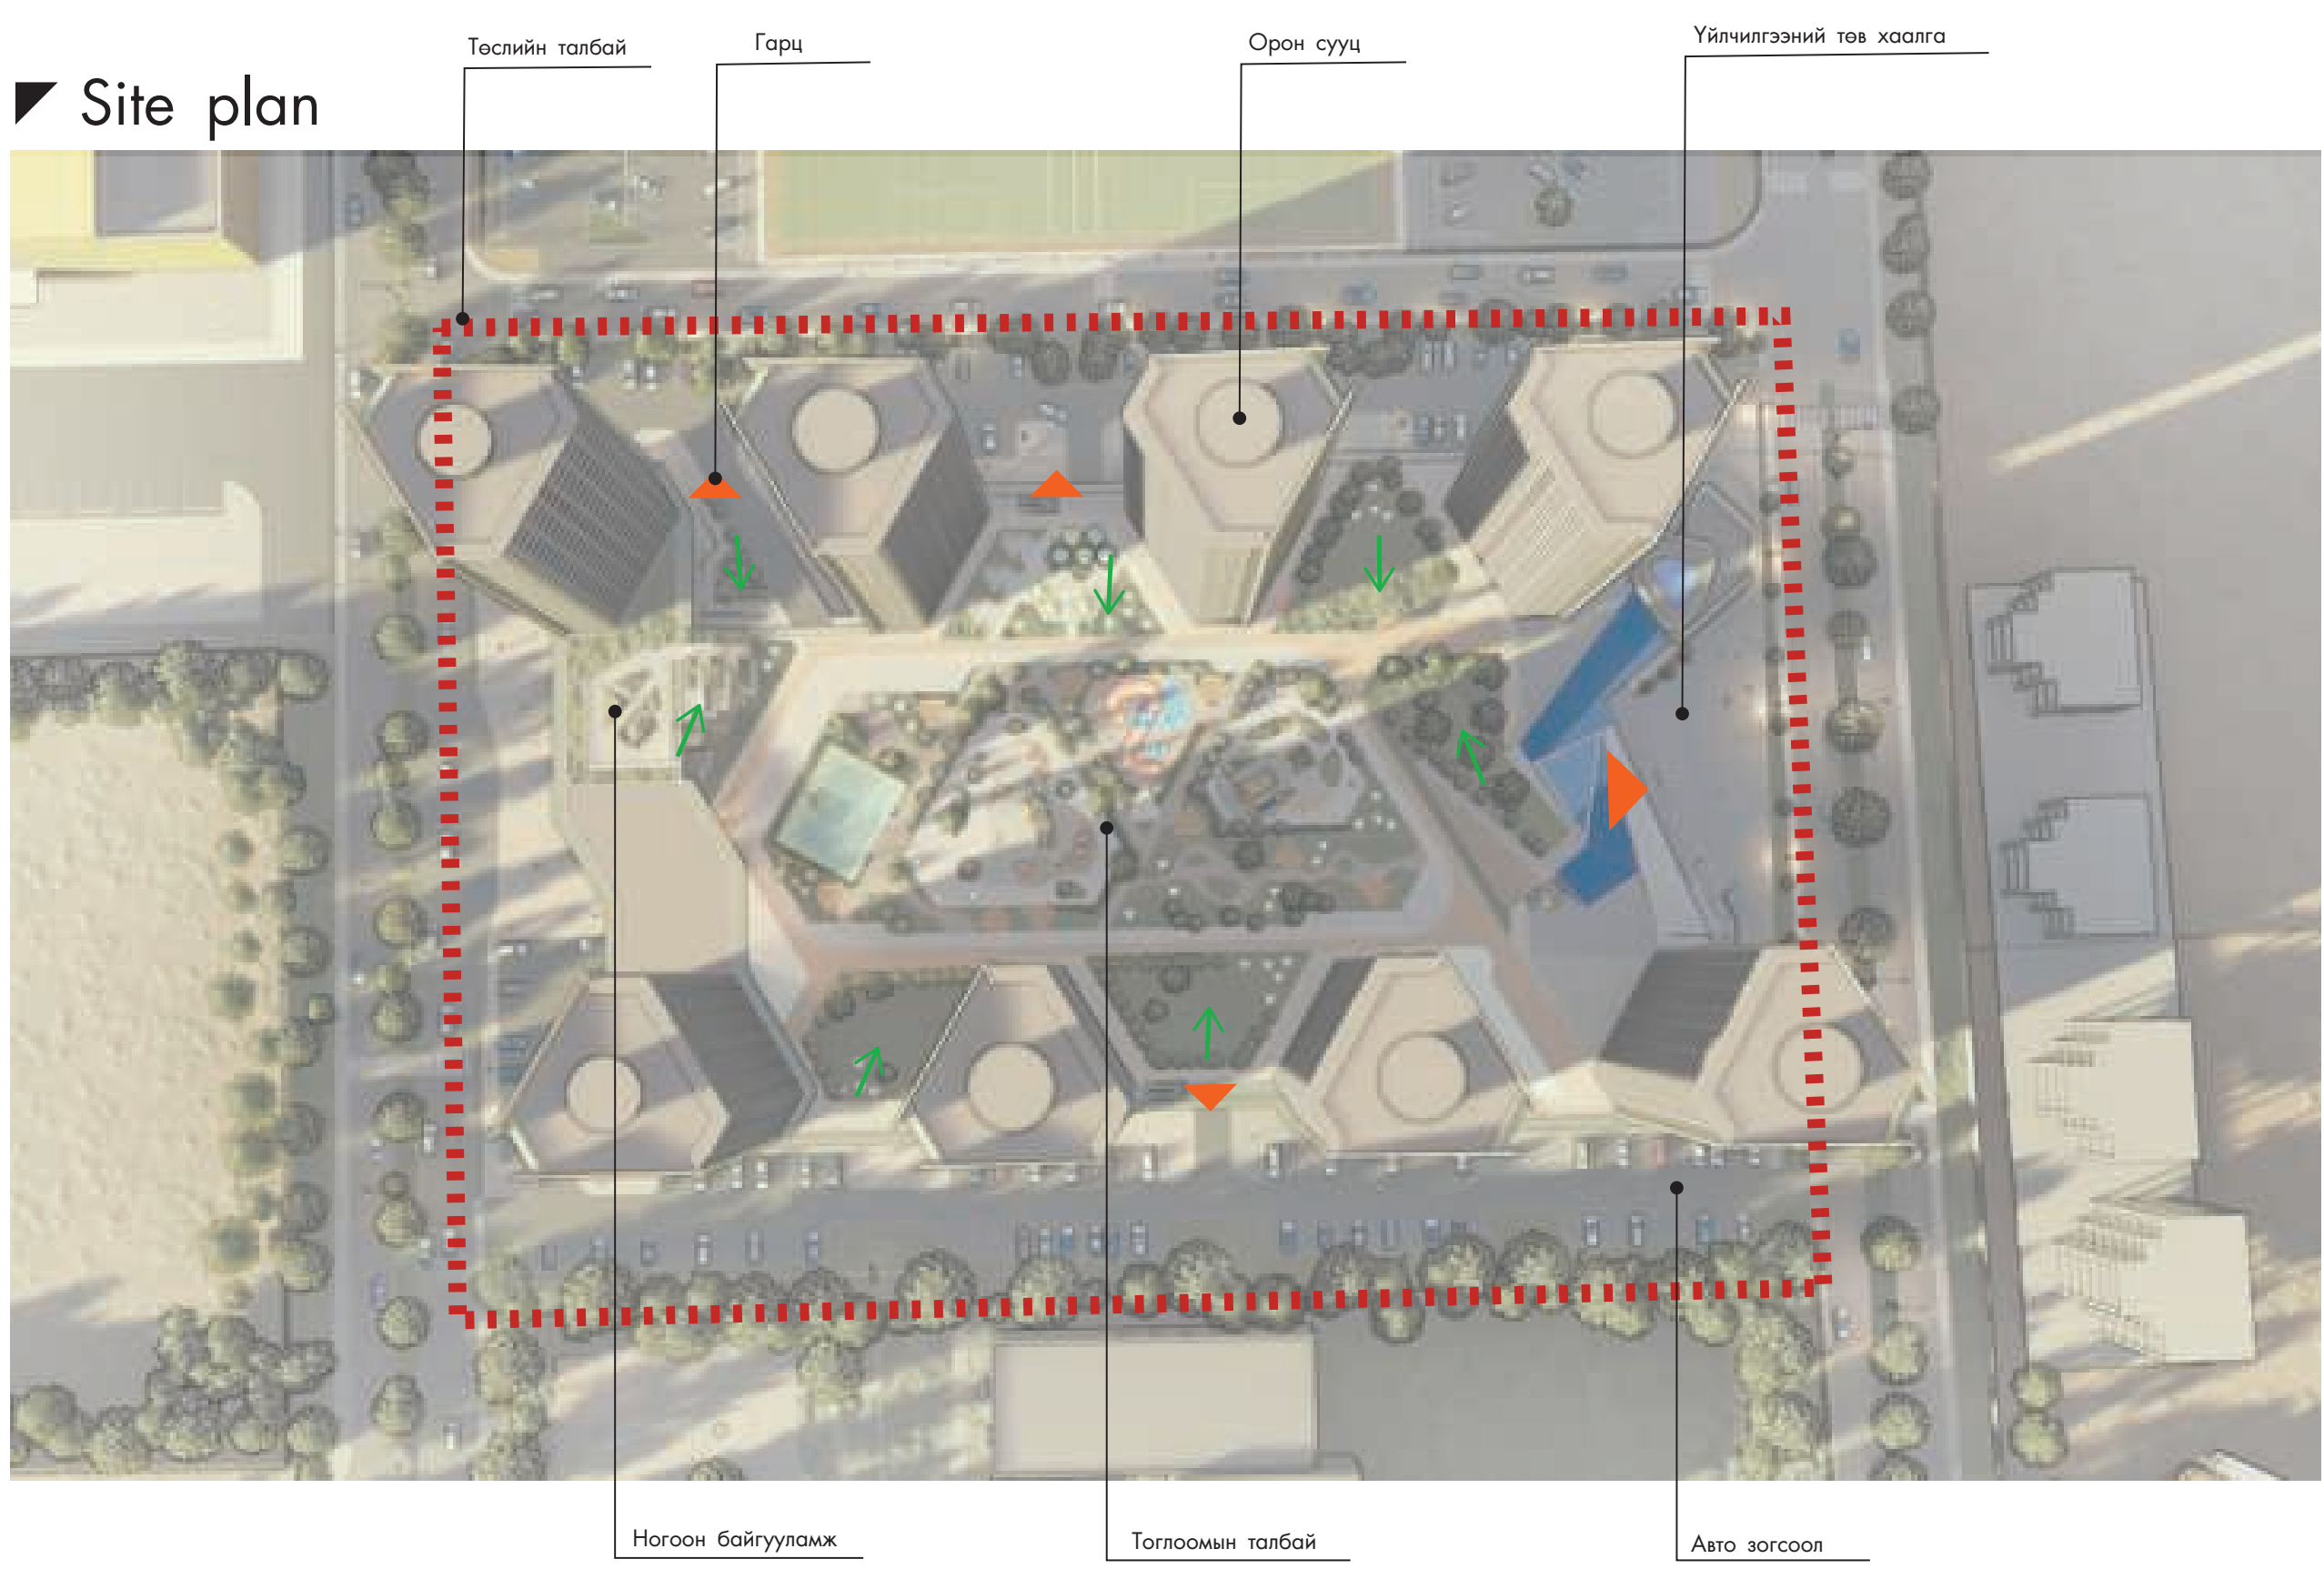 Төслийн талбай
Гарц
Орон сууц
Үйлчилгээний төв хаалга
Site plan
Ногоон байгууламж
Тоглоомын талбай
Авто зогсоол